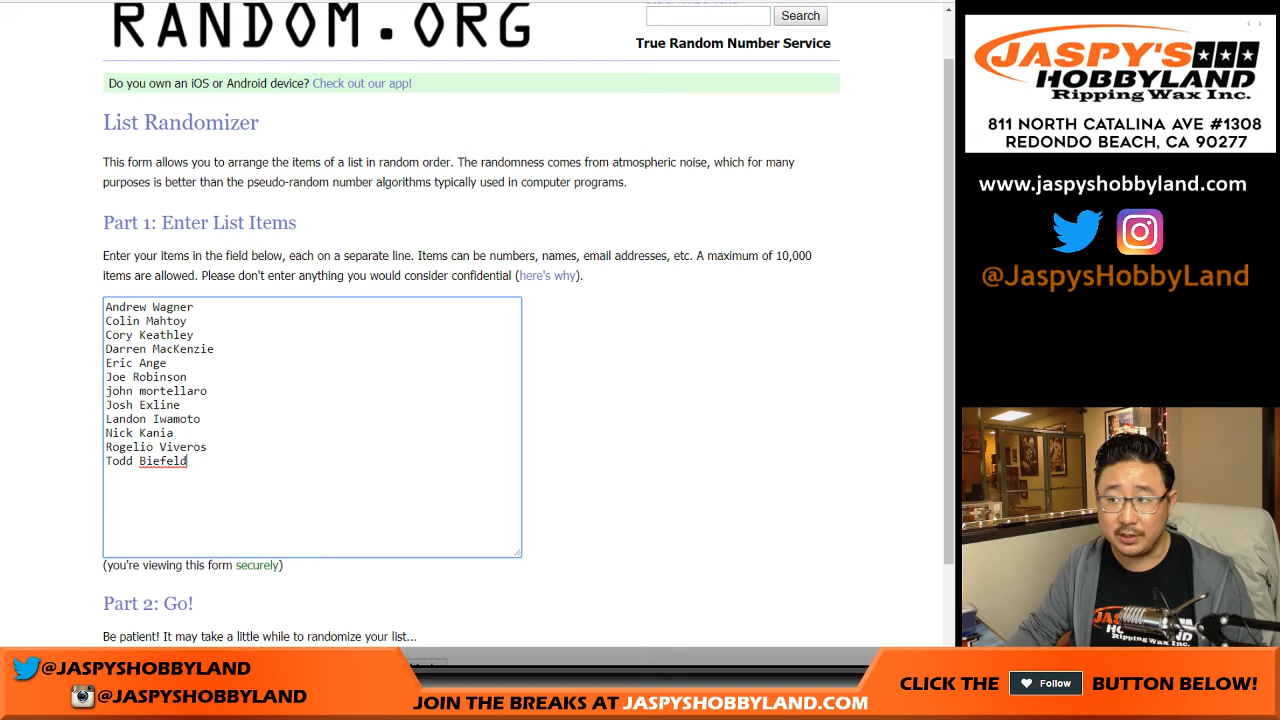 RANDOM.ORG
Search
True Random Number Service
Do you own an iOS or Android device? Check out our app!
List Randomizer
This form allows you to arrange the items of a list in random order. The randomness comes from atmospheric noise, which for many
purposes is better than the pseudo-random number algorithms typically used in computer programs.
Part 1: Enter List Items
Enter your items in the field below, each on a separate line. Items can be numbers, names, email addresses, etc. A maximum of 10,000
items are allowed. Please don't enter anything you would consider confidential (here's why).
Andrew Wagner
Colin Mahtoy
Cory Keathley
Darren MacKenzie
Eric Ange
Joe Robinson
john mortellaro
Josh Exline
Landon Iwamoto
Nick Kania
Rogelio Viveros
Todd Biefeld
(you're viewing this form securely)
Part 2: Go!
Be patient! It may take a little while to randomize your list...
JASPY'S
HOBBYLAND
Ripping Wax Inc.
811 NORTH CATALINA AVE #1308
REDONDO BEACH, CA 90277
www.jaspyshobbyland.com
@JaspysHobbyLand
JASPY'S
HOBBYLAND
Ripping Wax Inc.
@JASPYSHOBBYLAND
@JASPYSHOBBYLAND
JOIN THE BREAKS AT JASPYSHOBBYLAND.COM
CLICK THE Follow BUTTON BELOW!